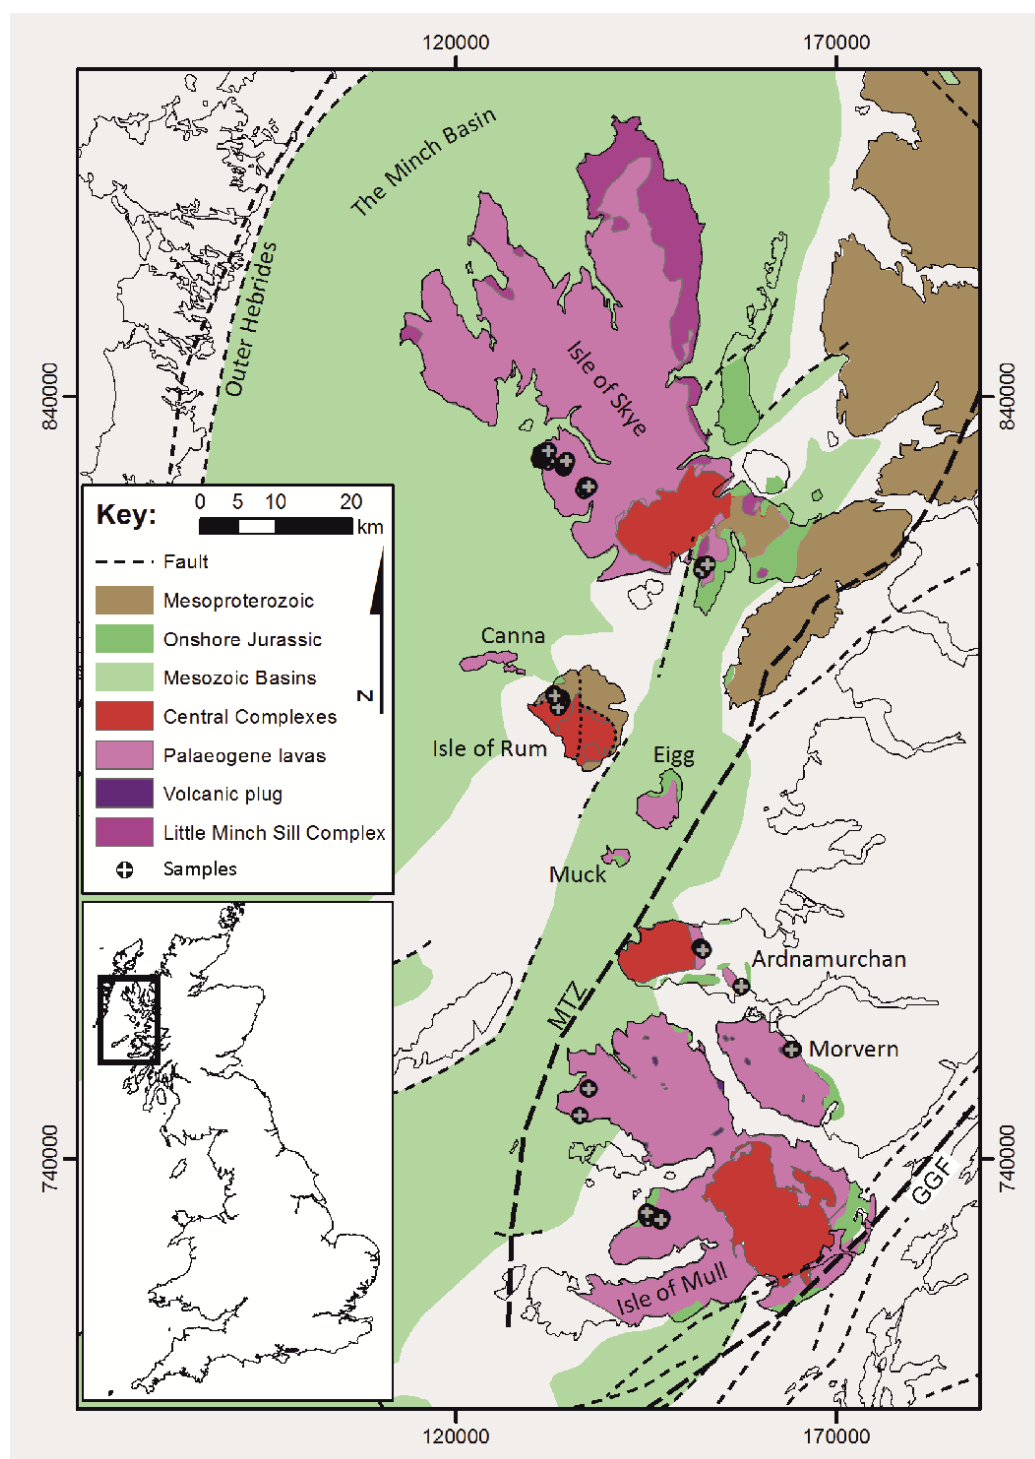 120000
170000
The Minch Basin
Outer Hebrides
Isle of Skye
840000
840000
Key:
0 5 10 20
km
Fault
Mesoproterozoic
Onshore Jurassic
Mesozoic Basins
Central Complexes
Palaeogene lavas
Volcanic plug
Little Minch Sill Complex
Samples
N
Canna
Isle of Rum
Eigg
Muck
MTZ
Ardnamurchan
Morvern
740000
740000
GGF
Isle of Mull
120000
170000